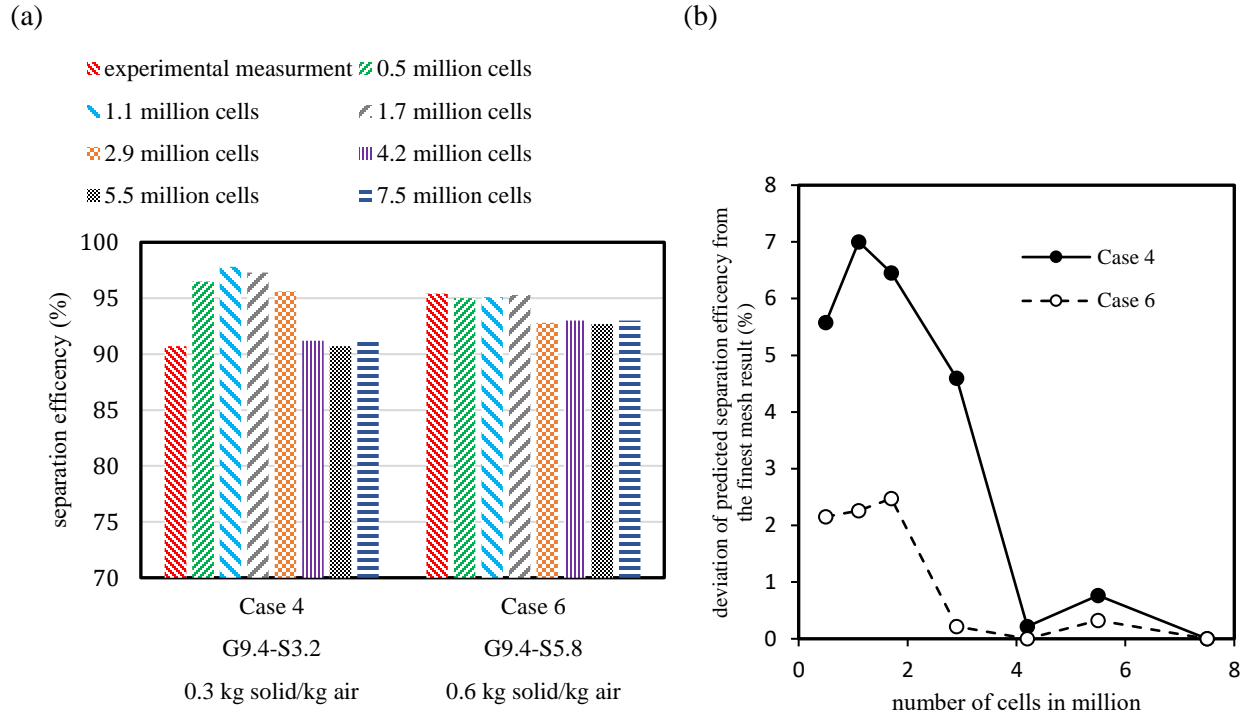 (a)
experimental measurment
0.5 million cells
1.1 million cells
1.7 million cells
2.9 million cells
4.2 million cells
5.5 million cells
7.5 million cells
separation efficency (%)
100
95
90
85
80
75
70
Case 4
Case 6
G9.4-S3.2
G9.4-S5.8
0.3 kg solid/kg air
0.6 kg solid/kg air
(b)
deviation of predicted separation efficency from
the finest mesh result (%)
8
7
6
5
4
3
2
1
0
Case 4
Case 6
0
2
4
6
8
number of cells in million